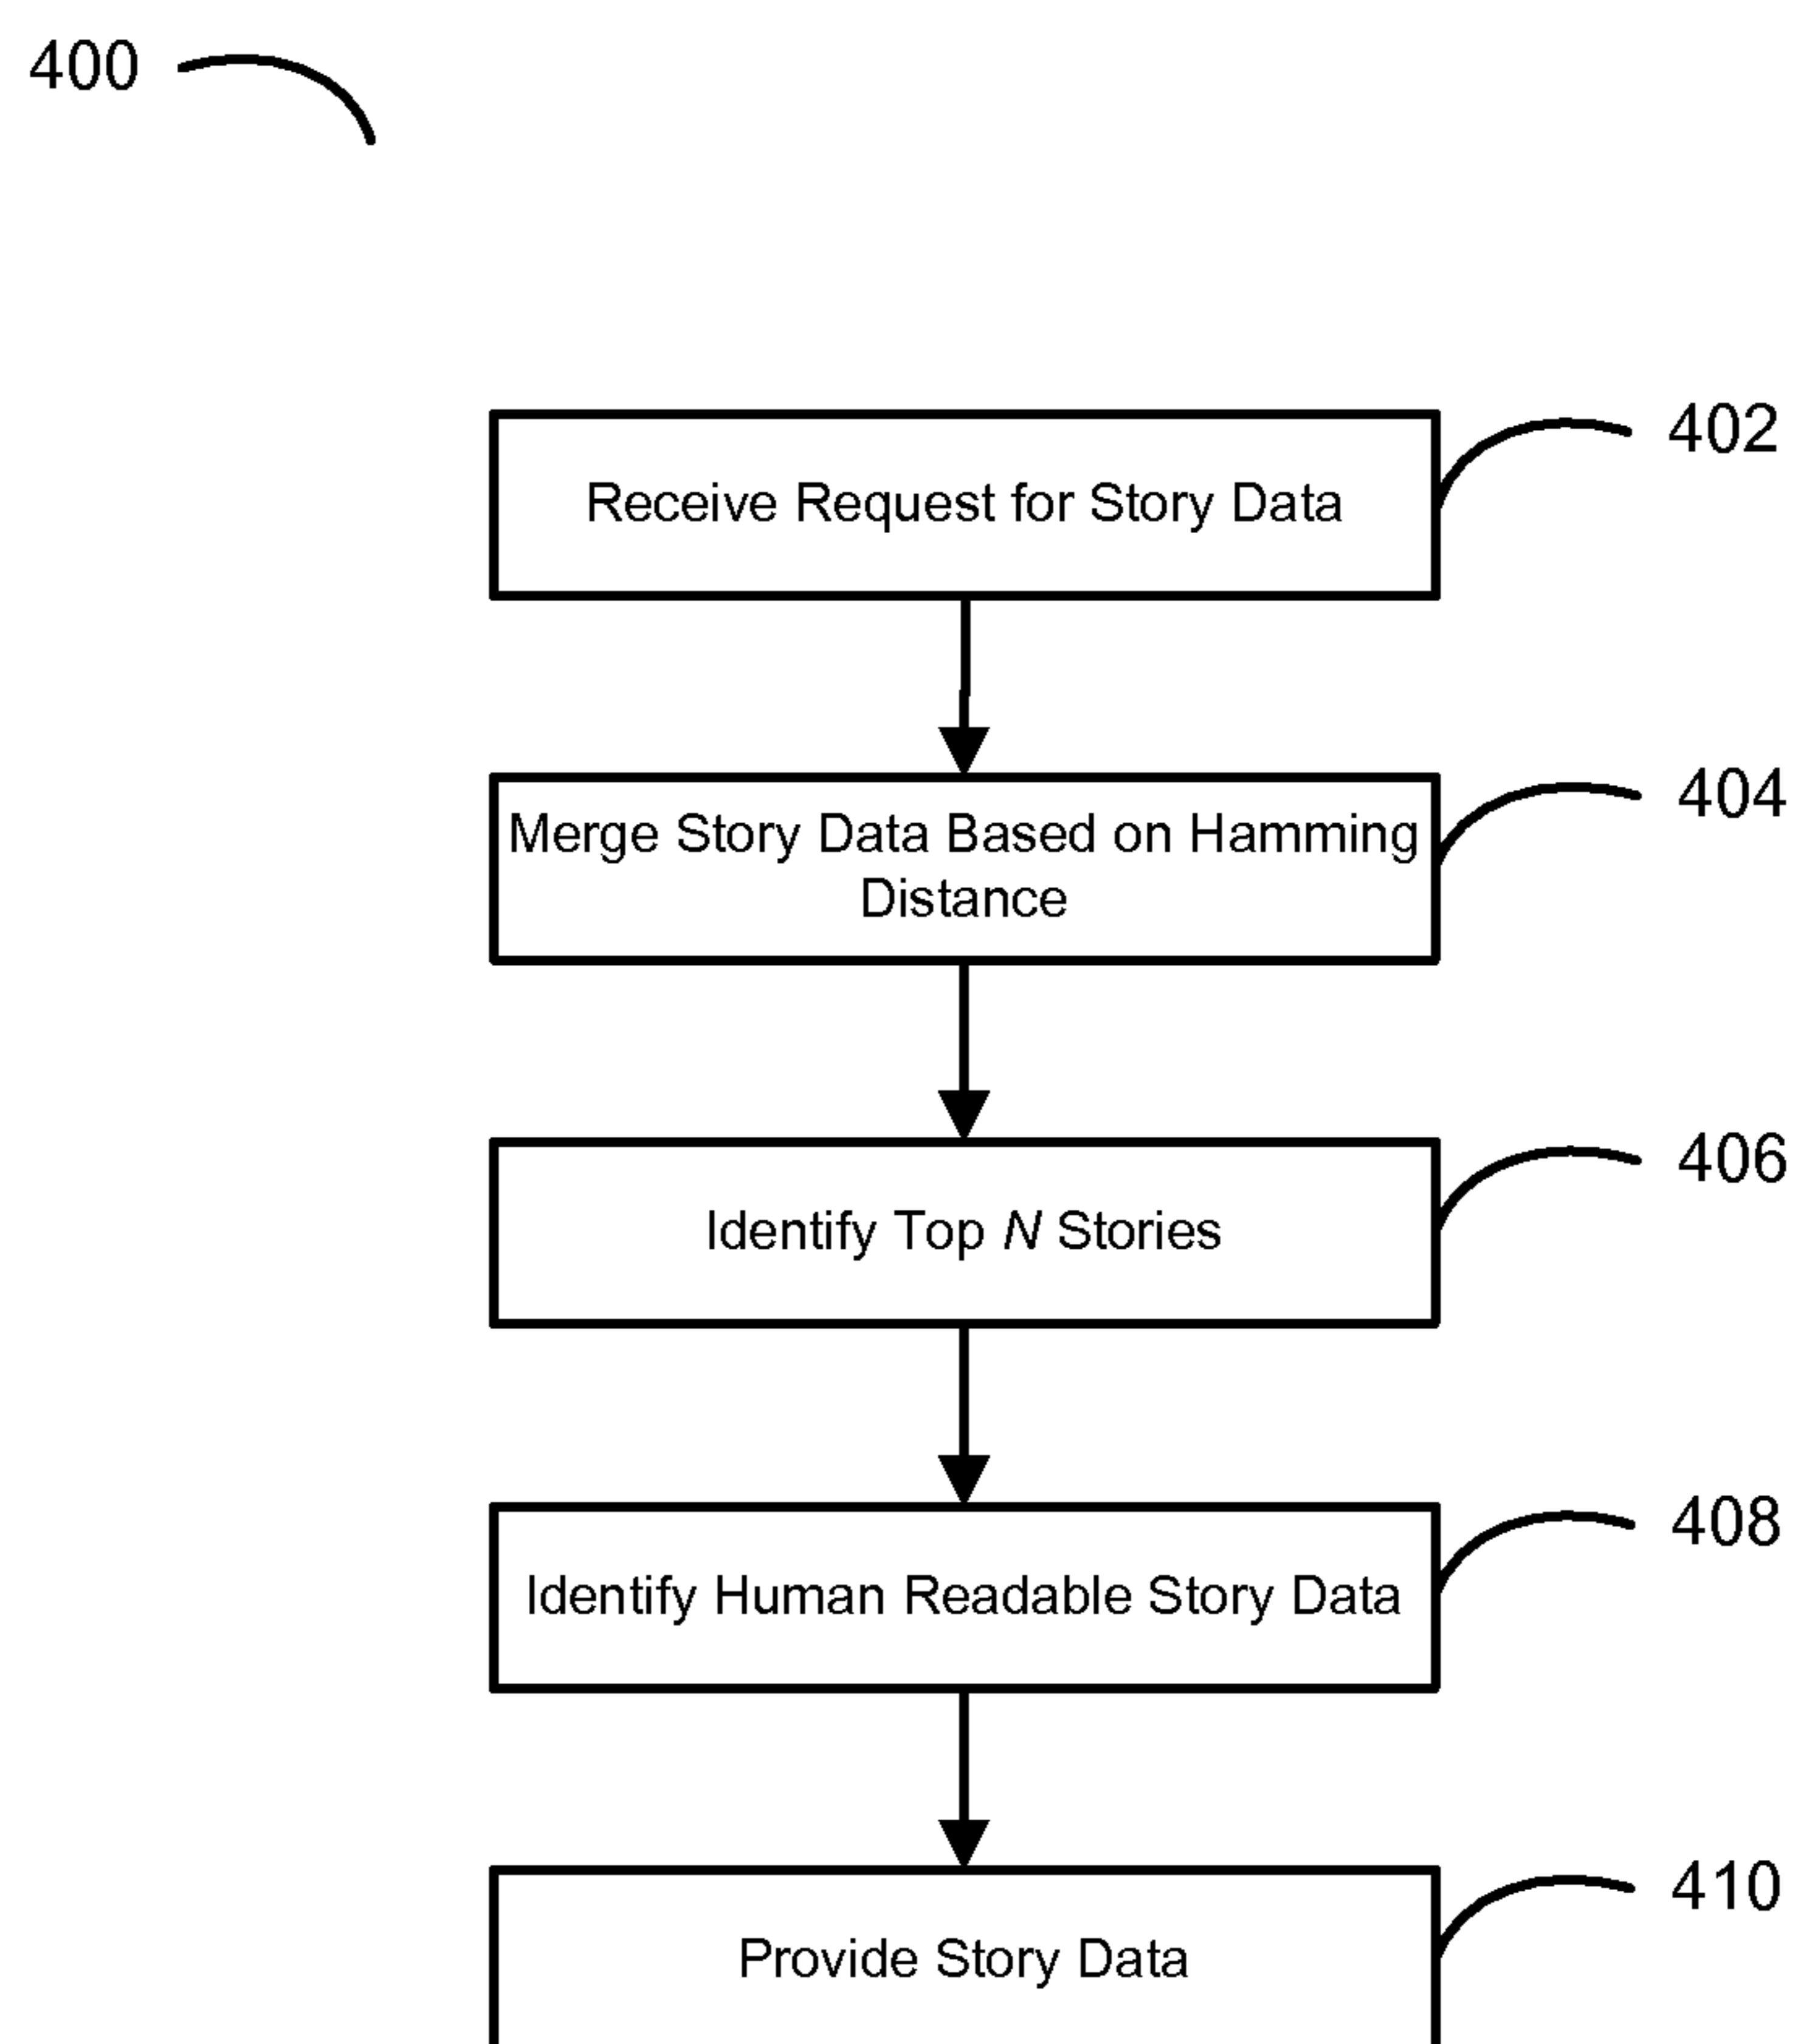 400
402
Receive Request for Story Data
404
Merge Story Data Based on Hamming
Distance
406
Identify Top N Stories
408
Identify Human Readable Story Data
410
Provide Story Data